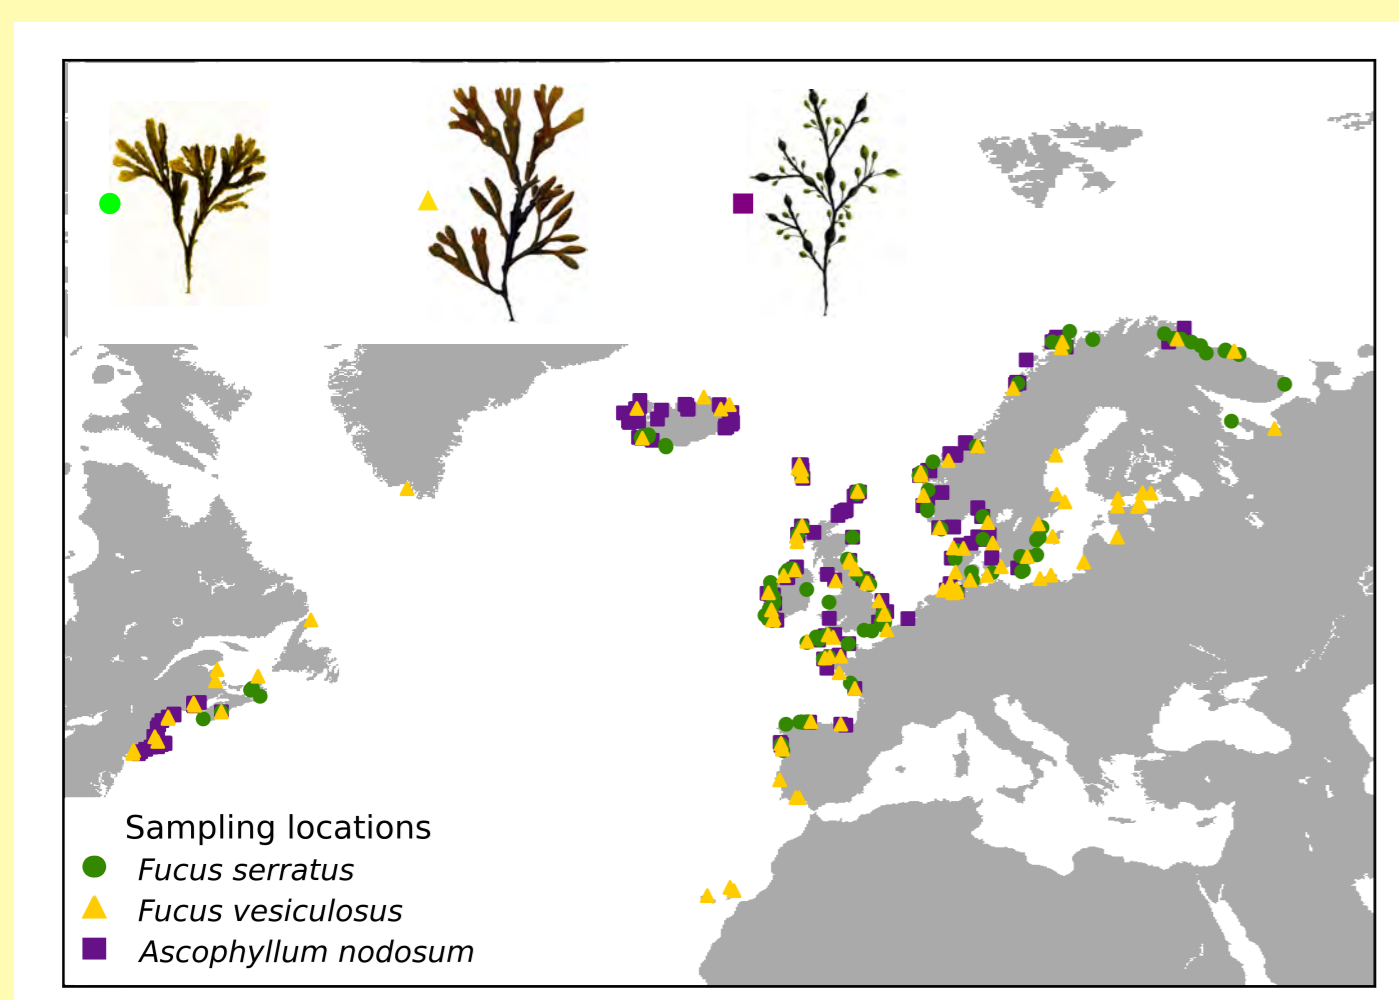 Sampling locations
Fucus serratus
Fucus vesiculosus
Ascophyllum nodosum